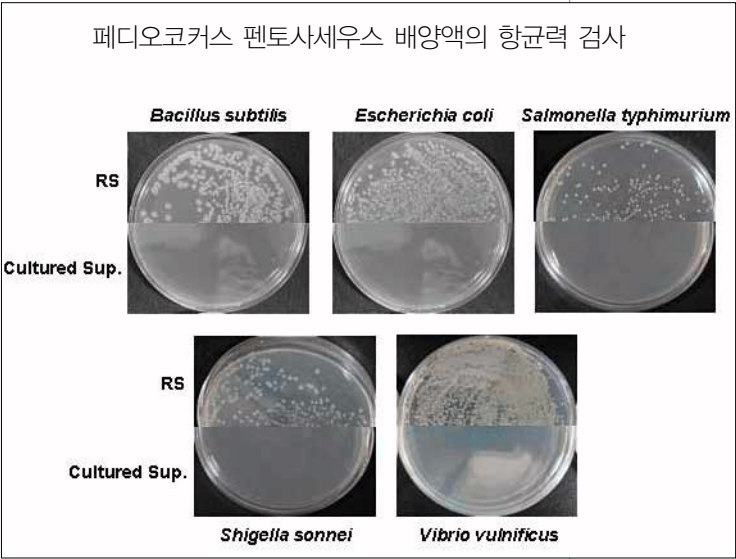 페디오코커스 펜토사세우스 배양액의 항균력 검사
Bacillus subtilis Escherichia coli Salmonella typhimurium
RS
Cultured Sup.
RS
Cultured Sup.
Shigella sonnei Vibrio vulnificus